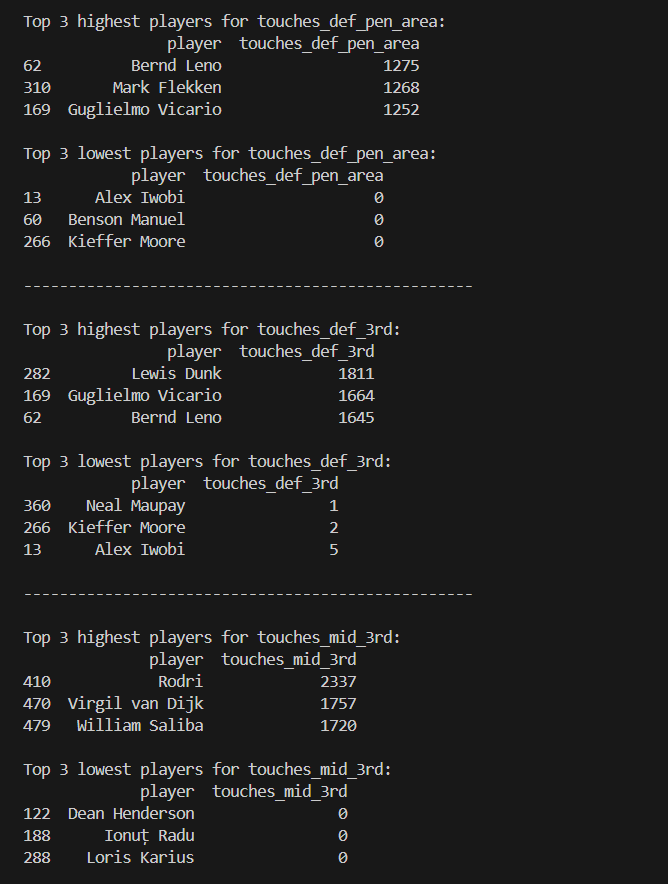 Top 3 highest players for touches_def_pen_area:
player touches_def_pen_area
62 Bernd Leno 1275
310 Mark Flekken 1268
169 Guglielmo Vicario 1252
Top 3 lowest players for touches_def_pen_area:
player touches_def_pen_area
13 Alex Iwobi 0
60 Benson Manuel 0
266 Kieffer Moore 0
--------------------------------------------------
Top 3 highest players for touches_def_3rd:
player touches_def_3rd
282 Lewis Dunk 1811
169 Guglielmo Vicario 1664
62 Bernd Leno 1645
Top 3 lowest players for touches_def_3rd:
player touches_def_3rd
360 Neal Maupay 1
266 Kieffer Moore 2
13 Alex Iwobi 5
--------------------------------------------------
Top 3 highest players for touches_mid_3rd:
player touches_mid_3rd
410 Rodri 2337
470 Virgil van Dijk 1757
479 William Saliba 1720
Top 3 lowest players for touches_mid_3rd:
player touches_mid_3rd
122 Dean Henderson 0
188 Ionuț Radu 0
288 Loris Karius 0